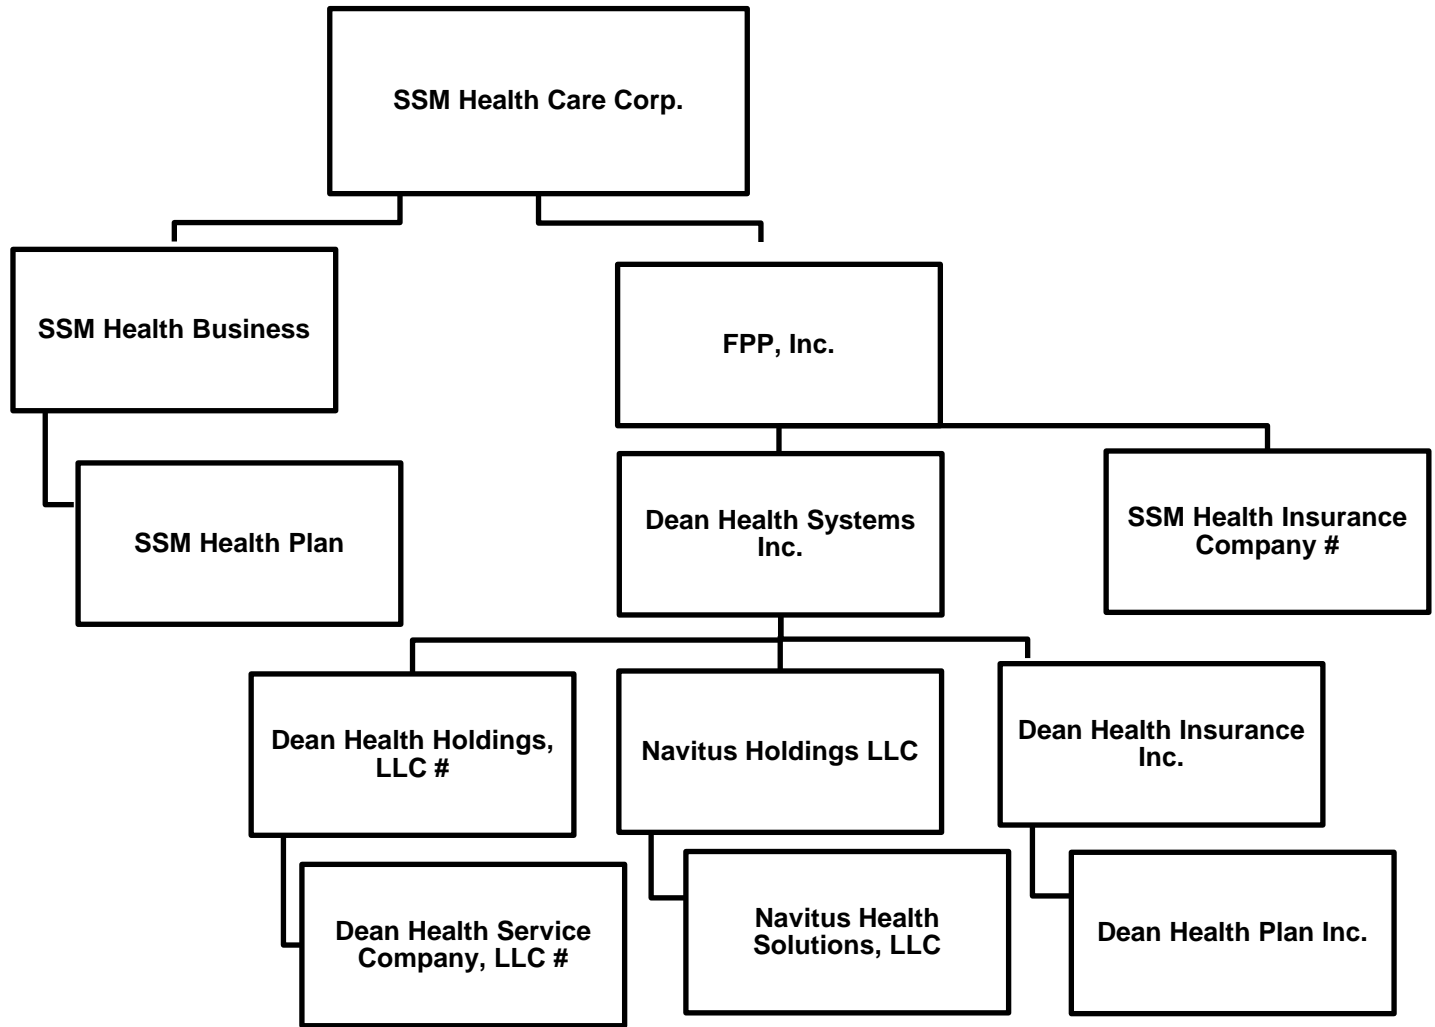 SSM Health Care Corp.
SSM Health Business
FPP, Inc.
SSM Health Plan
Dean Health Systems
Inc.
SSM Health Insurance
Company #
Dean Health Holdings,
LLC #
Navitus Holdings LLC
Dean Health Insurance
Inc.
Dean Health Service
Company, LLC #
Navitus Health
Solutions, LLC
Dean Health Plan Inc.